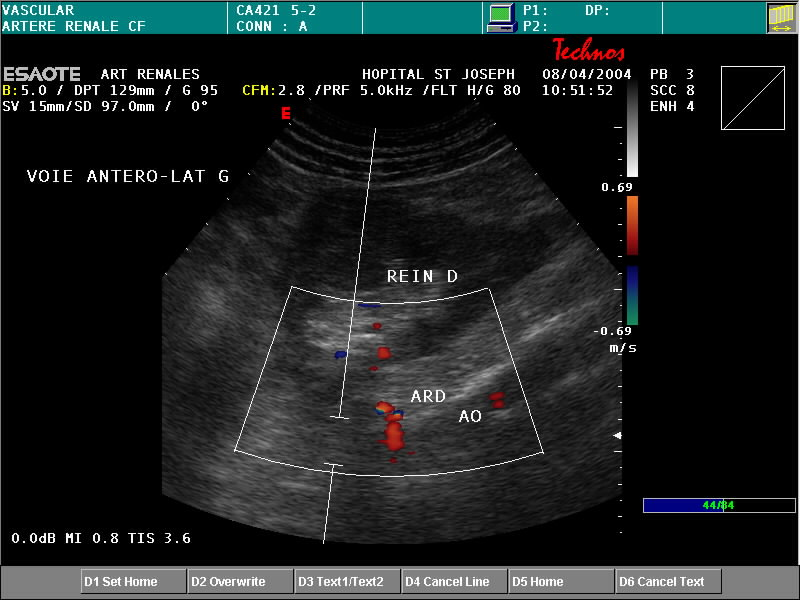 VASCULAR CA421 5-2 P1: DP:
ARTERE RENALE CF CONN : A P2:
Technos
ESAOTE ART RENALES HOPITAL ST JOSEPH 08/04/2004 PB 3
B:5.0 / DPT 129mm / G 95 CFM:2.8 /PRF 5.0kHz /FLT H/G 80 10:51:52 SCC 8
SV 15mm/SD 97.0mm / 0° ENH 4
E
VOIE ANTERO-LAT G
0.69
REIN D
-0.69
m/s
ARD
AO
44/84
0.0dB MI 0.8 TIS 3.6
D1 Set Home D2 Overwrite D3 Text1/Text2 D4 Cancel Line D5 Home D6 Cancel Text